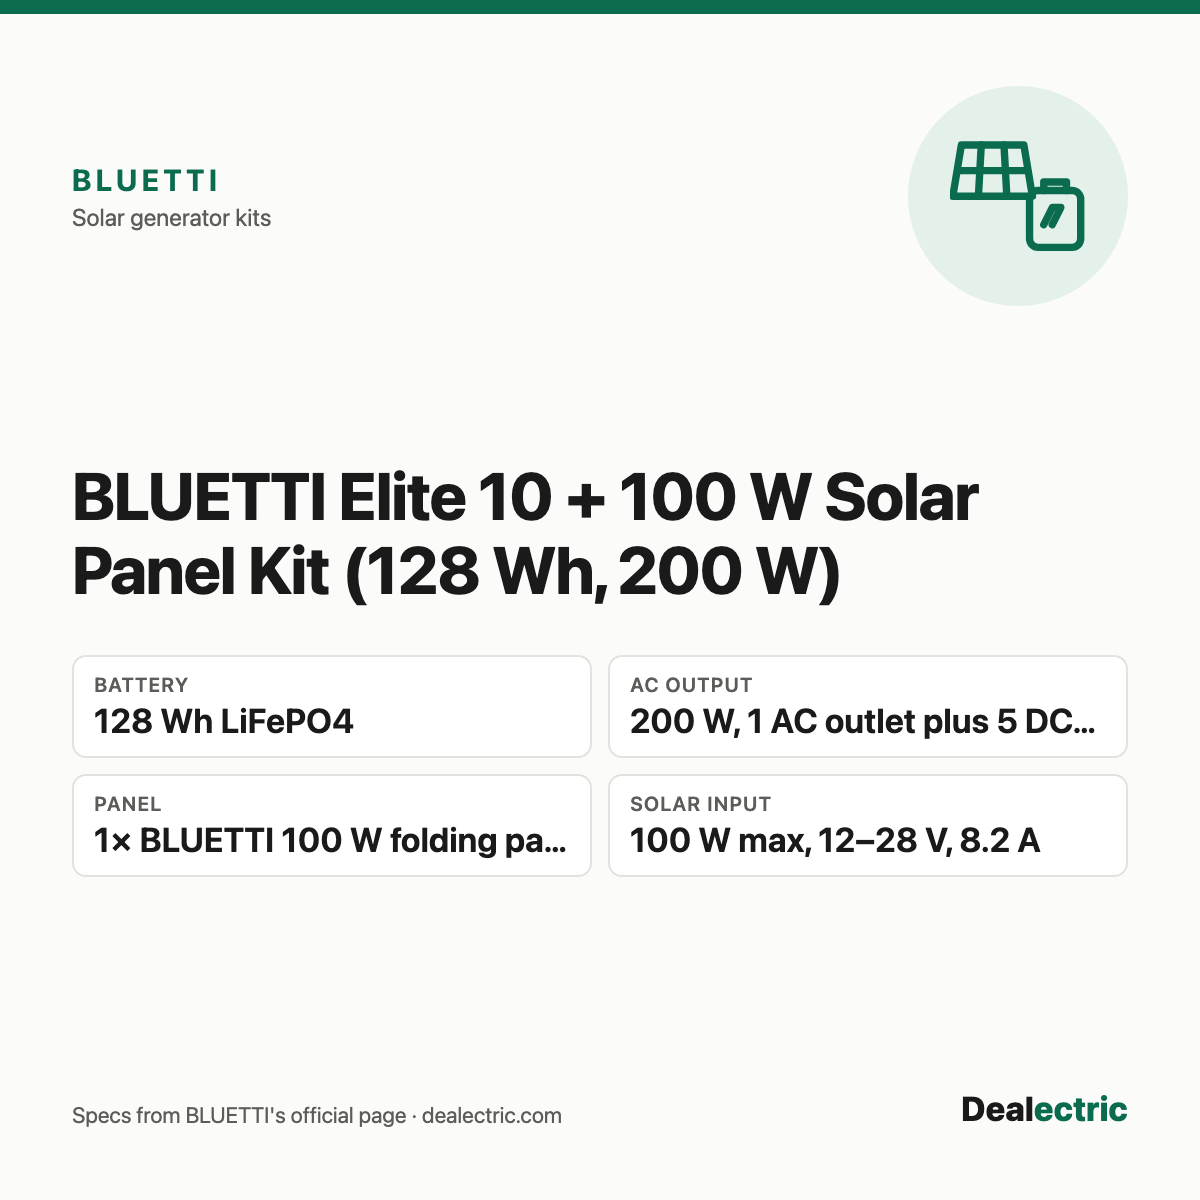 BLUETTI
Solar generator kits
BLUETTI Elite 10 + 100 W Solar
Panel Kit (128 Wh, 200 W)
BATTERY
128 Wh LiFePO4
AC OUTPUT
200 W, 1 AC outlet plus 5 DC...
PANEL
1× BLUETTI 100 W folding pa...
SOLAR INPUT
100 W max, 12–28 V, 8.2 A
Specs from BLUETTI's official page · dealectric.com
Dealectric